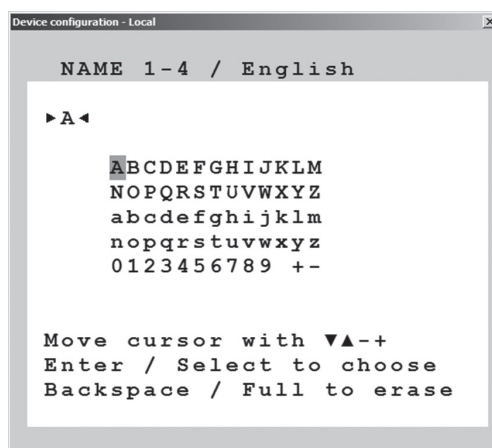 Device configuration - Local
NAME 1-4 / English
►A◄
ABCDEFGHIJKLM
NOPQRSTUVWXYZ
abcdefghijklm
nopqrstuvwxyz
0123456789 +-
Move cursor with ▼▲-+
Enter / Select to choose
Backspace / Full to erase